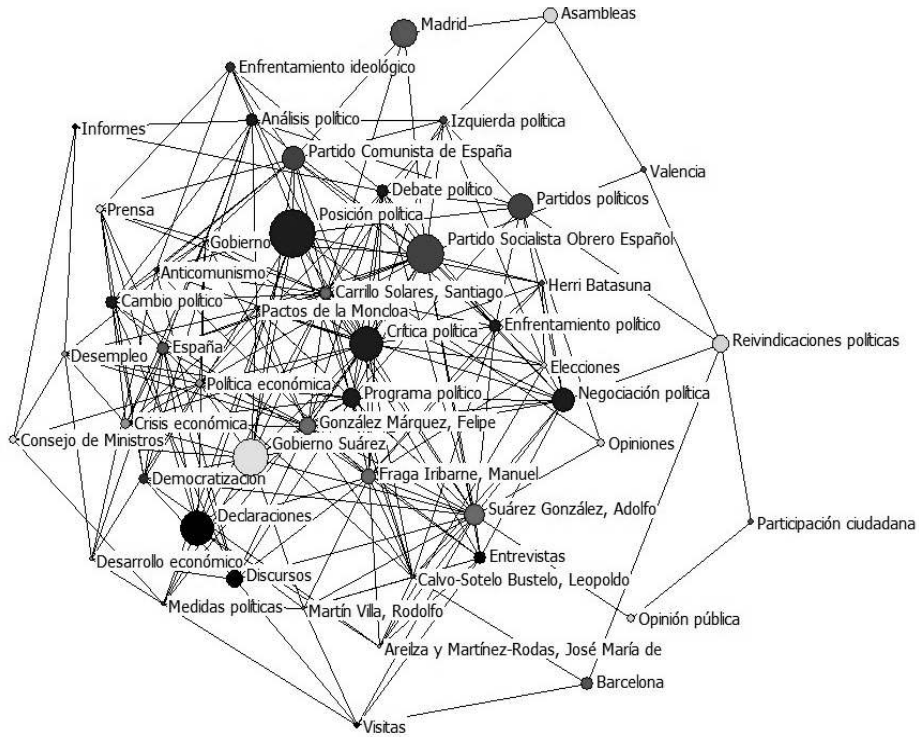 Asambleas
Madrid
Enfrentamiento ideológico
Análisis político
Izquierda política
Informes
Partido Comunista de España
Valencia
Debate político
Prensa
Posición política
Partidos políticos
Gobierno
Partido Socialista Obrero Español
Anticomunismo
Carrillo Solares, Santiago
Herri Batasuna
Cambio político
Pactos de la Moncloa
Crítica política
Enfrentamiento político
Reivindicaciones políticas
España
Desempleo
Elecciones
Política económica
Programa político
Negociación política
Crisis económica
González Márquez, Felipe
Consejo de Ministros
Gobierno Suárez
Opiniones
Democratización
Fraga Iribarne, Manuel
Declaraciones
Suárez González, Adolfo
Participación ciudadana
Desarrollo económico
Entrevistas
Discursos
Calvo-Sotelo Bustelo, Leopoldo
Medidas políticas
Martín Villa, Rodolfo
Opinión pública
Areilza y Martínez-Rodas, José María de
Barcelona
Visitas